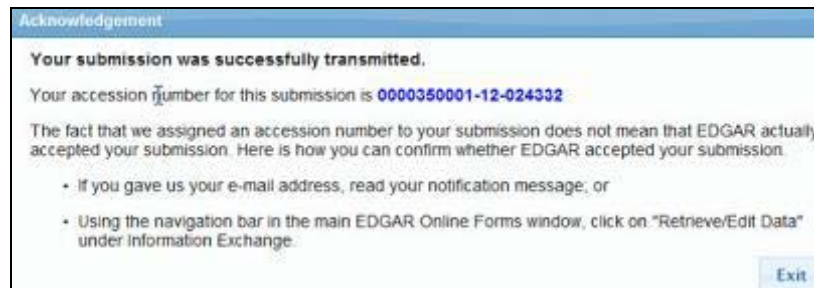 Acknowledgement
Your submission was successfully transmitted.
Your accession number for this submission is 0000350001-12-024332
The fact that we assigned an accession number to your submission does not mean that EDGAR actually
accepted your submission. Here is how you can confirm whether EDGAR accepted your submission.
• If you gave us your e-mail address, read your notification message; or
• Using the navigation bar in the main EDGAR Online Forms window, click on "Retrieve/Edit Data"
under Information Exchange.
Exit